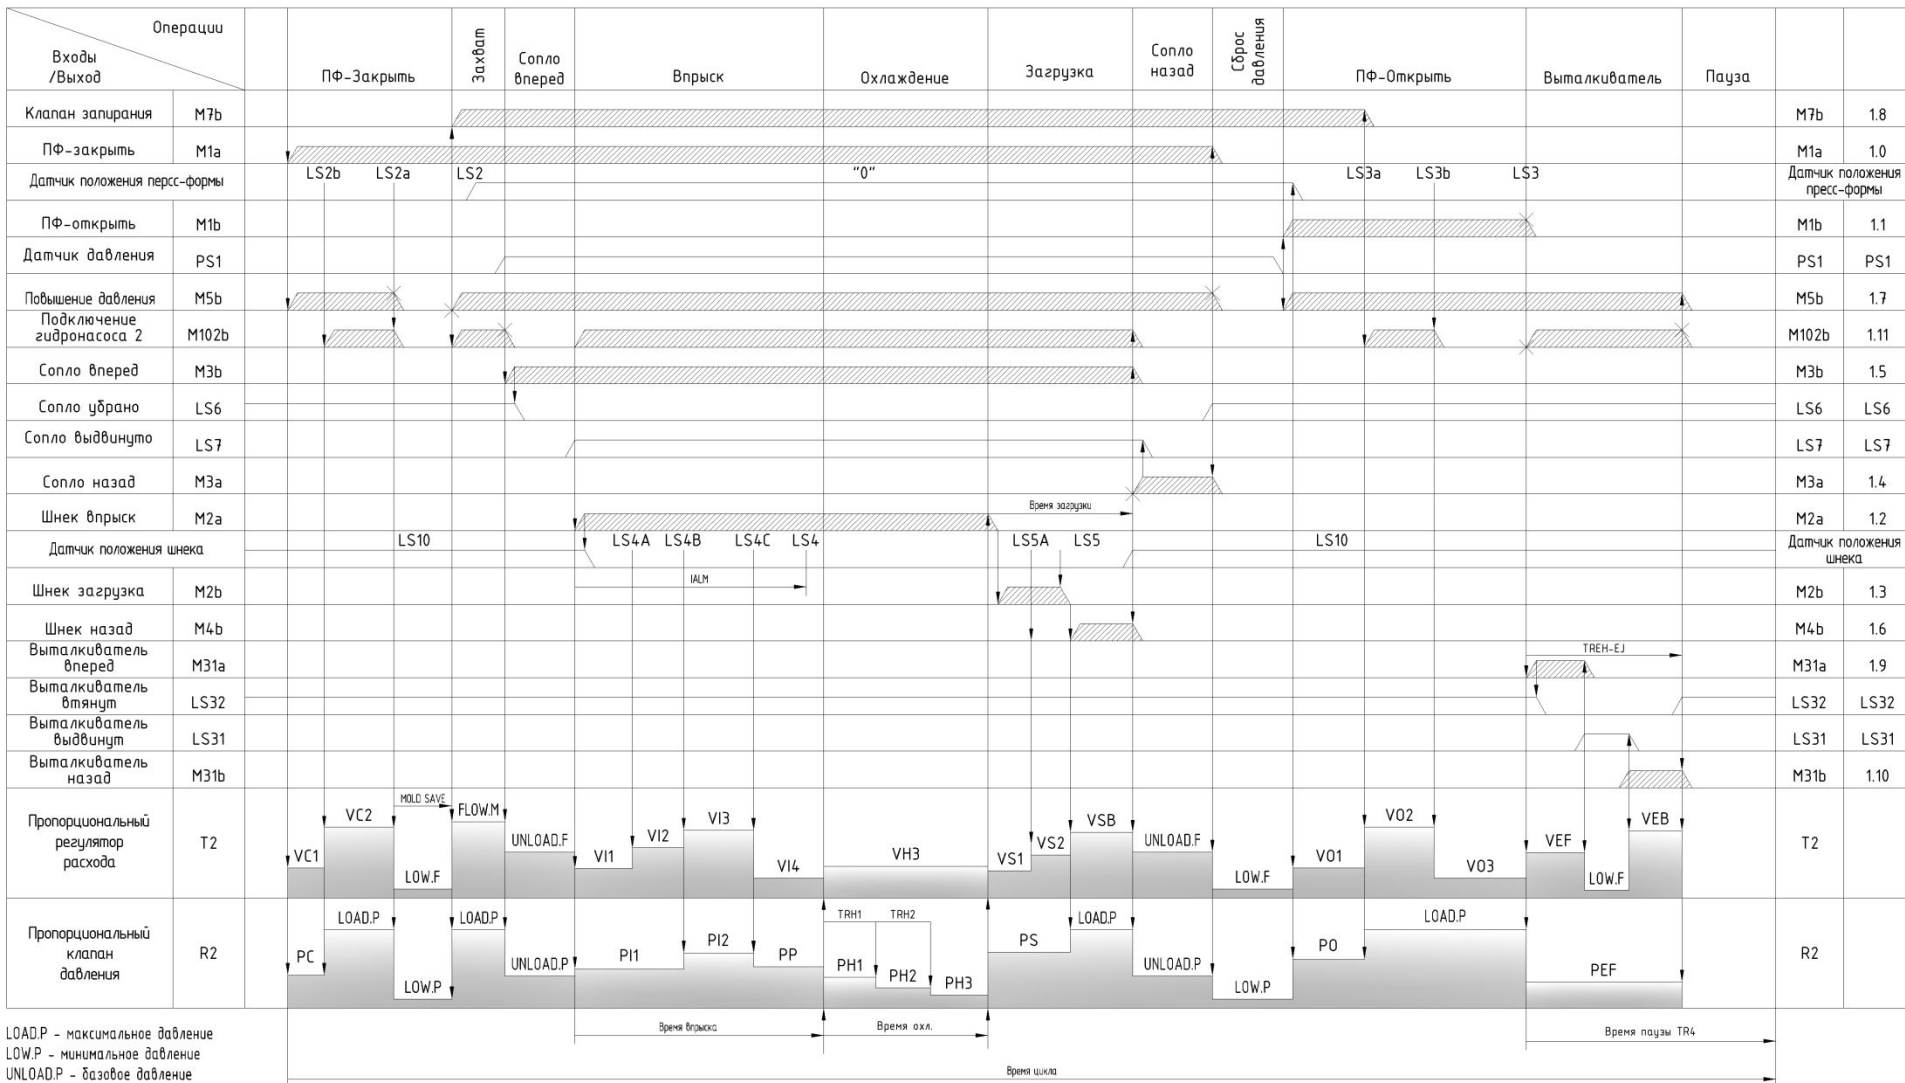 Операции
Входы
/Выход
ПФ-Закрыть
Захват
Сопло
вперед
Впрыск
Охлаждение
Загрузка
Сопло
назад
Сброс
давления
ПФ-Открыть
Выталкиватель
Пауза
Клапан запирания M7b M7b 1.8
ПФ-закрыть M1a M1a 1.0
Датчик положения персс-формы
LS2b LS2a LS2 "0" LS3a LS3b LS3
Датчик положения
пресс-формы
ПФ-открыть M1b M1b 1.1
Датчик давления PS1 PS1 PS1
Повышение давления M5b M5b 1.7
Подключение
гидронасоса 2 M102b M102b 1.11
Сопло вперед M3b M3b 1.5
Сопло убрано LS6 LS6 LS6
Сопло выдвинуто LS7 LS7 LS7
Сопло назад M3a M3a 1.4
Шнек впрыск M2a Время загрузки M2a 1.2
Датчик положения шнека
LS10 LS4A LS4B LS4C LS4 LS5A LS5 LS10
Датчик положения
шнека
IALM
Шнек загрузка M2b M2b 1.3
Шнек назад M4b M4b 1.6
Выталкиватель
вперед M31a TREH-EJ M31a 1.9
Выталкиватель
втянут LS32 LS32 LS32
Выталкиватель
выдвинут LS31 LS31 LS31
Выталкиватель
назад M31b M31b 1.10
Пропорциональный
регулятор
расхода
T2
VC1 VC2 MOLD SAVE LOW.F FLOW.M UNLOAD.F VI1 VI2 VI3 VI4 VH3 VS1 VS2 VSB UNLOAD.F LOW.F VO1 VO2 VO3 VEF LOW.F VEB
T2
Пропорциональный
клапан
давления
R2
PC LOAD.P LOW.P LOAD.P UNLOAD.P PI1 PI2 PP TRH1 TRH2 PH1 PH2 PH3 PS LOAD.P UNLOAD.P LOW.P PO LOAD.P PEF
R2
Время впрыска
Время охл.
Время паузы TR4
Время цикла
LOAD.P - максимальное давление
LOW.P - минимальное давление
UNLOAD.P - базовое давление